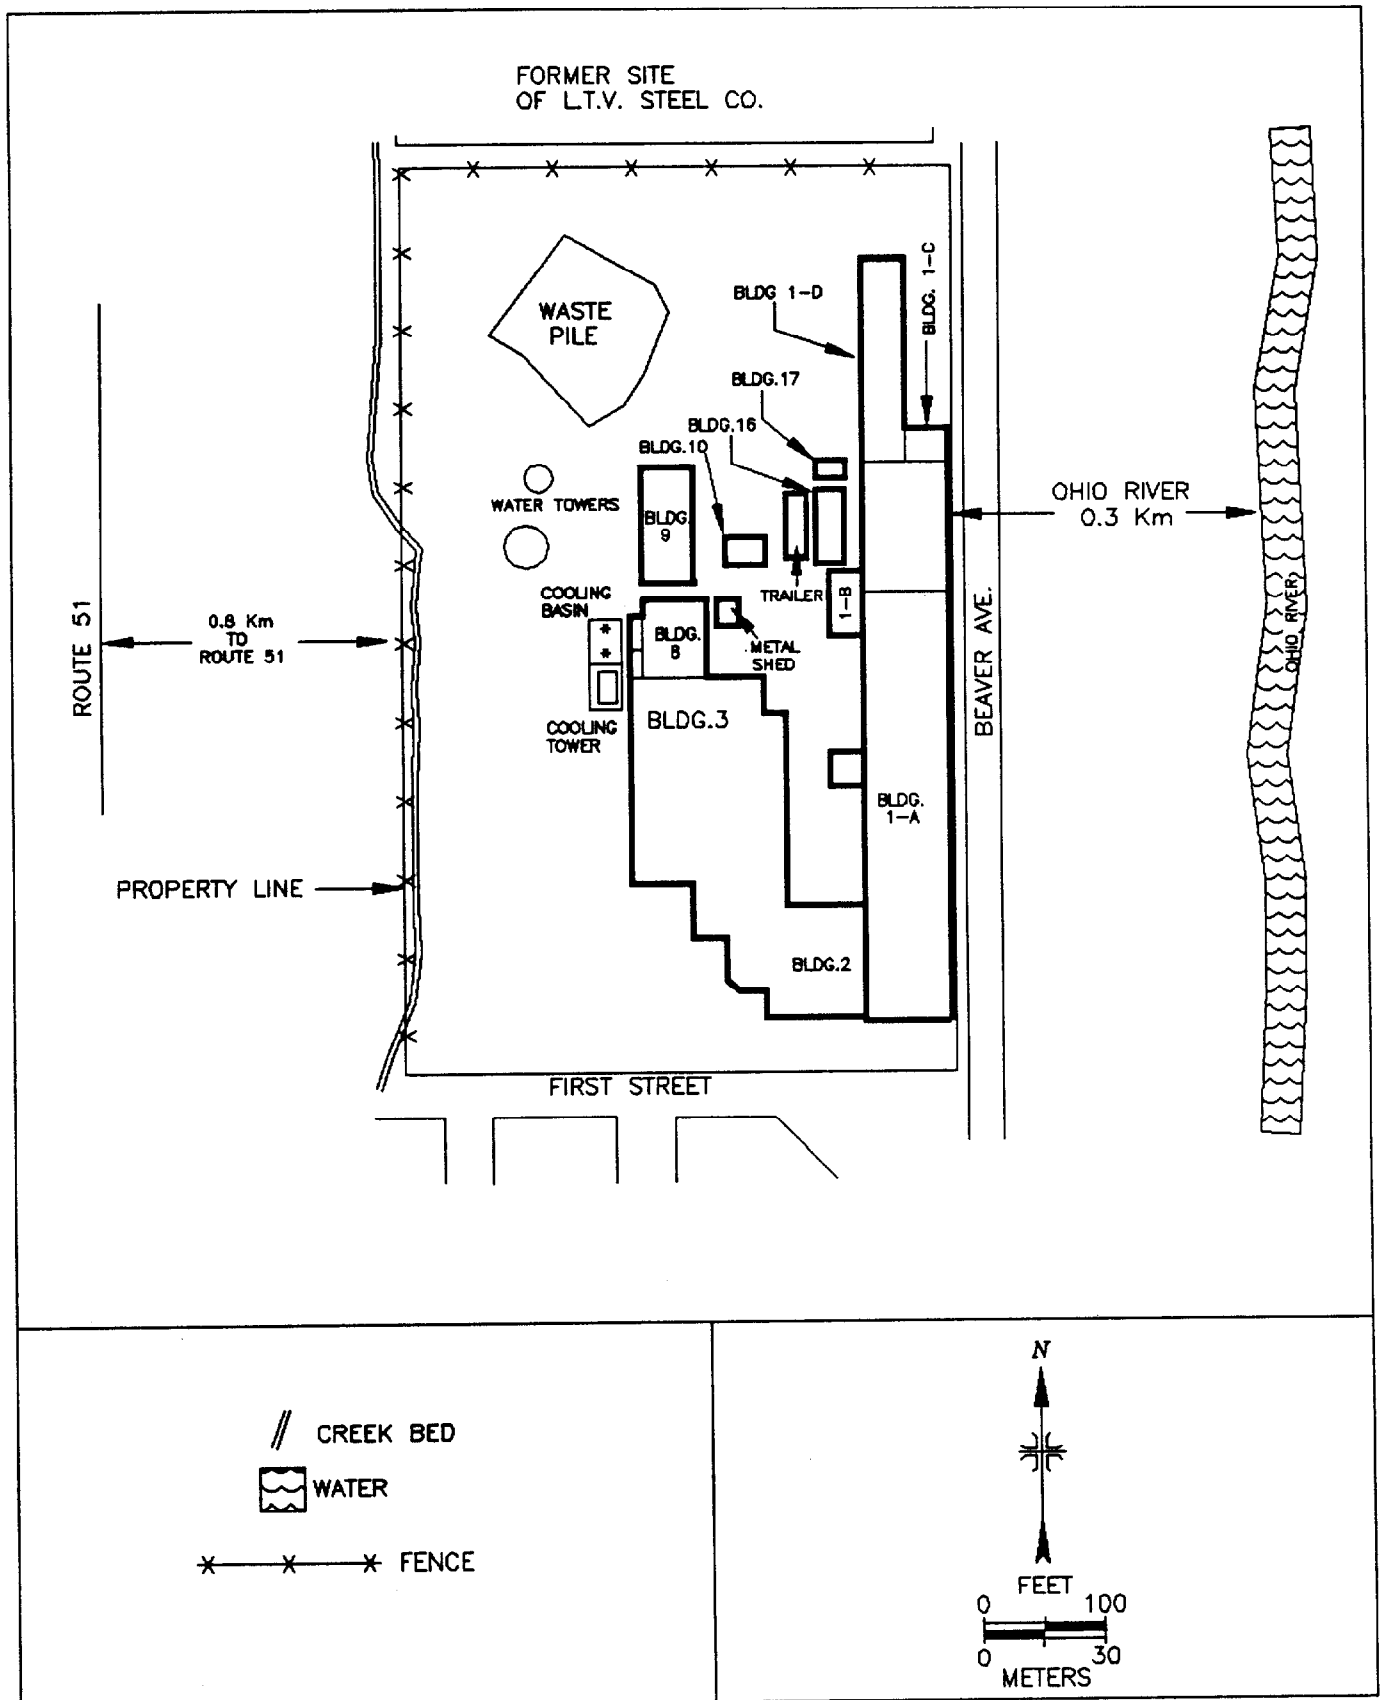 FORMER SITE
OF L.T.V. STEEL CO.
WASTE
PILE
BLDG 1-D
BLDG. 1-C
BLDG.17
BLDG.16
BLDG.10
WATER TOWERS
BLDG.
9
OHIO RIVER
0.3 Km
COOLING
BASIN
TRAILER
1-B
BLDG.
8
METAL
SHED
OHIO RIVER
BEAVER AVE.
ROUTE 51
0.8 Km
TO
ROUTE 51
COOLING
TOWER
BLDG.3
BLDG.
1-A
PROPERTY LINE
BLDG.2
FIRST STREET
CREEK BED
WATER
FENCE
N
FEET
0 100
0 30
METERS